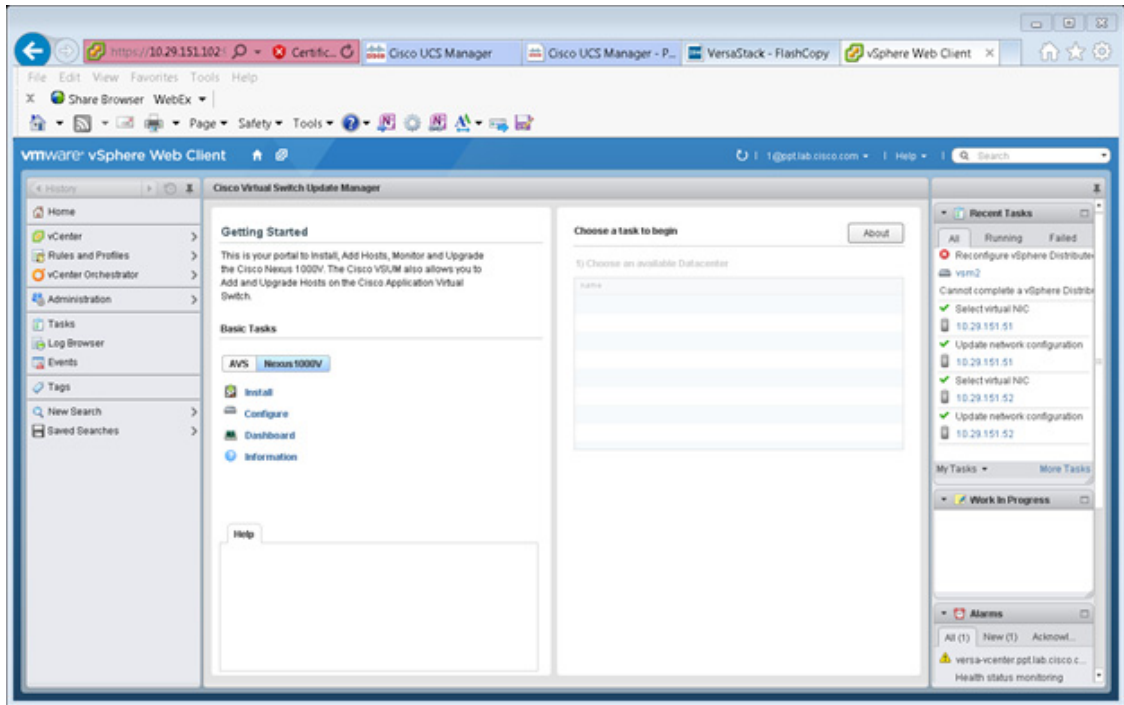 https://10.29.151.102: Certific... Cisco UCS Manager Cisco UCS Manager - P... VersaStack - FlashCopy vSphere Web Client
File Edit View Favorites Tools Help
X Share Browser WebEx
Page Safety Tools
vmware vSphere Web Client 1@ppt.lab.cisco.com Help Search
History
Home
vCenter
Rules and Profiles
vCenter Orchestrator
Administration
Tasks
Log Browser
Events
Tags
New Search
Saved Searches
Cisco Virtual Switch Update Manager
Getting Started
This is your portal to Install, Add Hosts, Monitor and Upgrade
the Cisco Nexus 1000V. The Cisco VSUM also allows you to
Add and Upgrade Hosts on the Cisco Application Virtual
Switch.
Basic Tasks
AVS Nexus 1000V
Install
Configure
Dashboard
Information
Help
Choose a task to begin
About
1) Choose an available Datacenter
name
Recent Tasks
All Running Failed
Reconfigure vSphere Distribute
vsm2
Cannot complete a vSphere Distrib
Select virtual NIC
10.29.151.51
Update network configuration
10.29.151.51
Select virtual NIC
10.29.151.52
Update network configuration
10.29.151.52
My Tasks More Tasks
Work In Progress
Alarms
All (1) New (1) Acknowl...
versa-vcenter.ppt.lab.cisco.c...
Health status monitoring